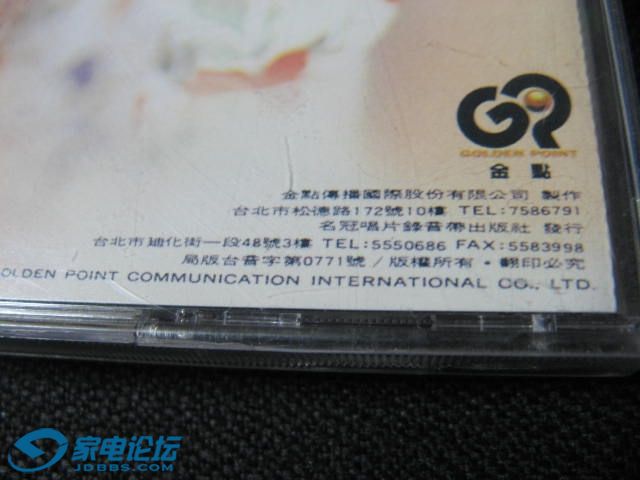 GP
GOLDEN POINT
金點
金點傳播國際股份有限公司 製作
台北市松德路172號10樓 TEL:7586791
名冠唱片錄音帶出版社 發行
台北市迪化街一段48號3樓 TEL:5550686 FAX:5583998
局版台音字第0771號／版權所有・翻印必究
GOLDEN POINT COMMUNICATION INTERNATIONAL CO., LTD.
家电论坛
JDBBS.COM